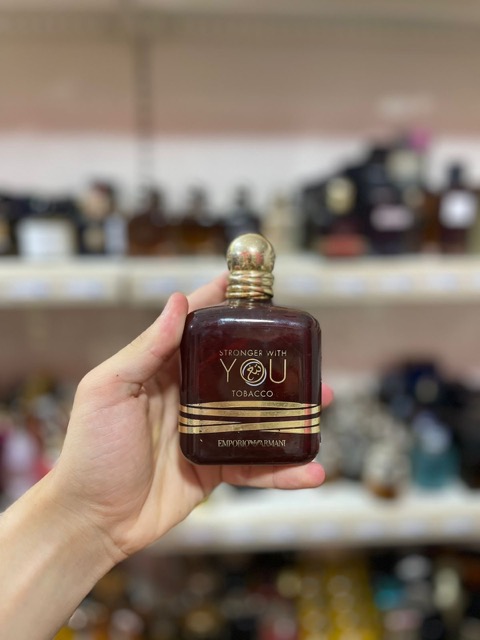 STRONGER WITH
YOU
TOBACCO
EMPORIO ARMANI